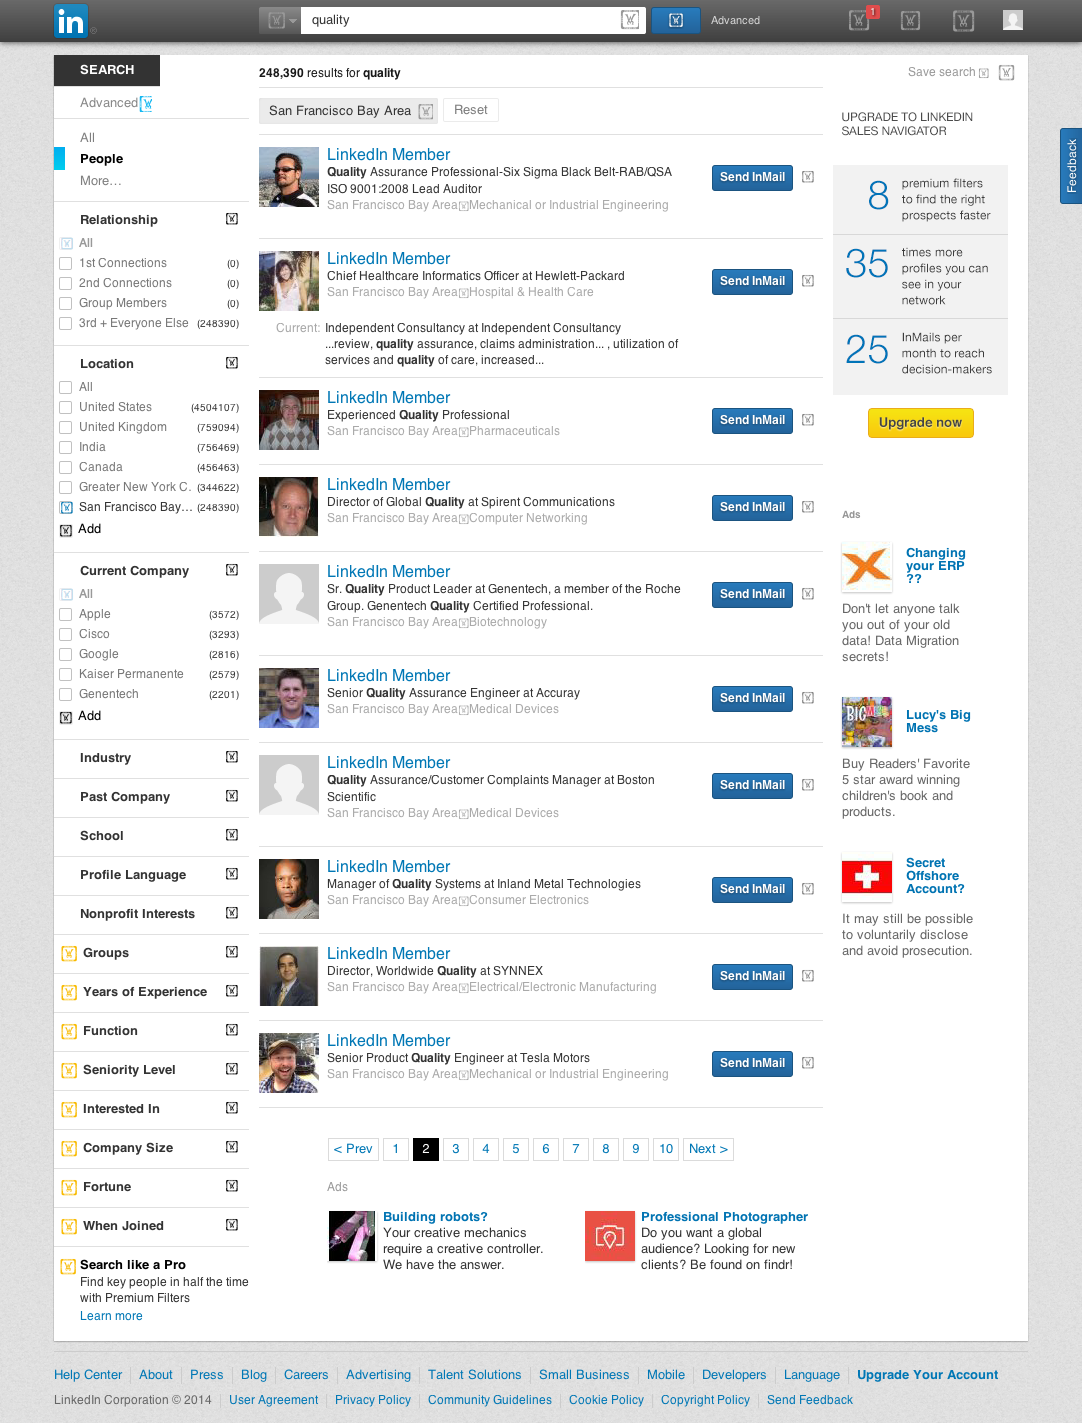 in
quality
Advanced
1
SEARCH
Advanced
All
People
More...
Relationship
All
1st Connections (0)
2nd Connections (0)
Group Members (0)
3rd + Everyone Else (248390)
Location
All
United States (4504107)
United Kingdom (759094)
India (756469)
Canada (456463)
Greater New York C. (344622)
San Francisco Bay... (248390)
Add
Current Company
All
Apple (3572)
Cisco (3293)
Google (2816)
Kaiser Permanente (2579)
Genentech (2201)
Add
Industry
Past Company
School
Profile Language
Nonprofit Interests
Groups
Years of Experience
Function
Seniority Level
Interested In
Company Size
Fortune
When Joined
Search like a Pro
Find key people in half the time
with Premium Filters
Learn more
248,390 results for quality
Save search
San Francisco Bay Area
Reset
LinkedIn Member
Quality Assurance Professional-Six Sigma Black Belt-RAB/QSA
ISO 9001:2008 Lead Auditor
San Francisco Bay Area Mechanical or Industrial Engineering
Send InMail
LinkedIn Member
Chief Healthcare Informatics Officer at Hewlett-Packard
San Francisco Bay Area Hospital & Health Care
Send InMail
Current: Independent Consultancy at Independent Consultancy
...review, quality assurance, claims administration... , utilization of
services and quality of care, increased...
LinkedIn Member
Experienced Quality Professional
San Francisco Bay Area Pharmaceuticals
Send InMail
LinkedIn Member
Director of Global Quality at Spirent Communications
San Francisco Bay Area Computer Networking
Send InMail
LinkedIn Member
Sr. Quality Product Leader at Genentech, a member of the Roche
Group. Genentech Quality Certified Professional.
San Francisco Bay Area Biotechnology
Send InMail
LinkedIn Member
Senior Quality Assurance Engineer at Accuray
San Francisco Bay Area Medical Devices
Send InMail
LinkedIn Member
Quality Assurance/Customer Complaints Manager at Boston
Scientific
San Francisco Bay Area Medical Devices
Send InMail
LinkedIn Member
Manager of Quality Systems at Inland Metal Technologies
San Francisco Bay Area Consumer Electronics
Send InMail
LinkedIn Member
Director, Worldwide Quality at SYNNEX
San Francisco Bay Area Electrical/Electronic Manufacturing
Send InMail
LinkedIn Member
Senior Product Quality Engineer at Tesla Motors
San Francisco Bay Area Mechanical or Industrial Engineering
Send InMail
< Prev 1 2 3 4 5 6 7 8 9 10 Next >
Ads
Building robots?
Your creative mechanics
require a creative controller.
We have the answer.
Professional Photographer
Do you want a global
audience? Looking for new
clients? Be found on findr!
UPGRADE TO LINKEDIN
SALES NAVIGATOR
8
premium filters
to find the right
prospects faster
35
times more
profiles you can
see in your
network
25
InMails per
month to reach
decision-makers
Upgrade now
Feedback
Ads
Changing
your ERP
??
Don't let anyone talk
you out of your old
data! Data Migration
secrets!
BIG MESS
Lucy's Big
Mess
Buy Readers' Favorite
5 star award winning
children's book and
products.
Secret
Offshore
Account?
It may still be possible
to voluntarily disclose
and avoid prosecution.
Help Center About Press Blog Careers Advertising Talent Solutions Small Business Mobile Developers Language Upgrade Your Account
LinkedIn Corporation © 2014 User Agreement Privacy Policy Community Guidelines Cookie Policy Copyright Policy Send Feedback